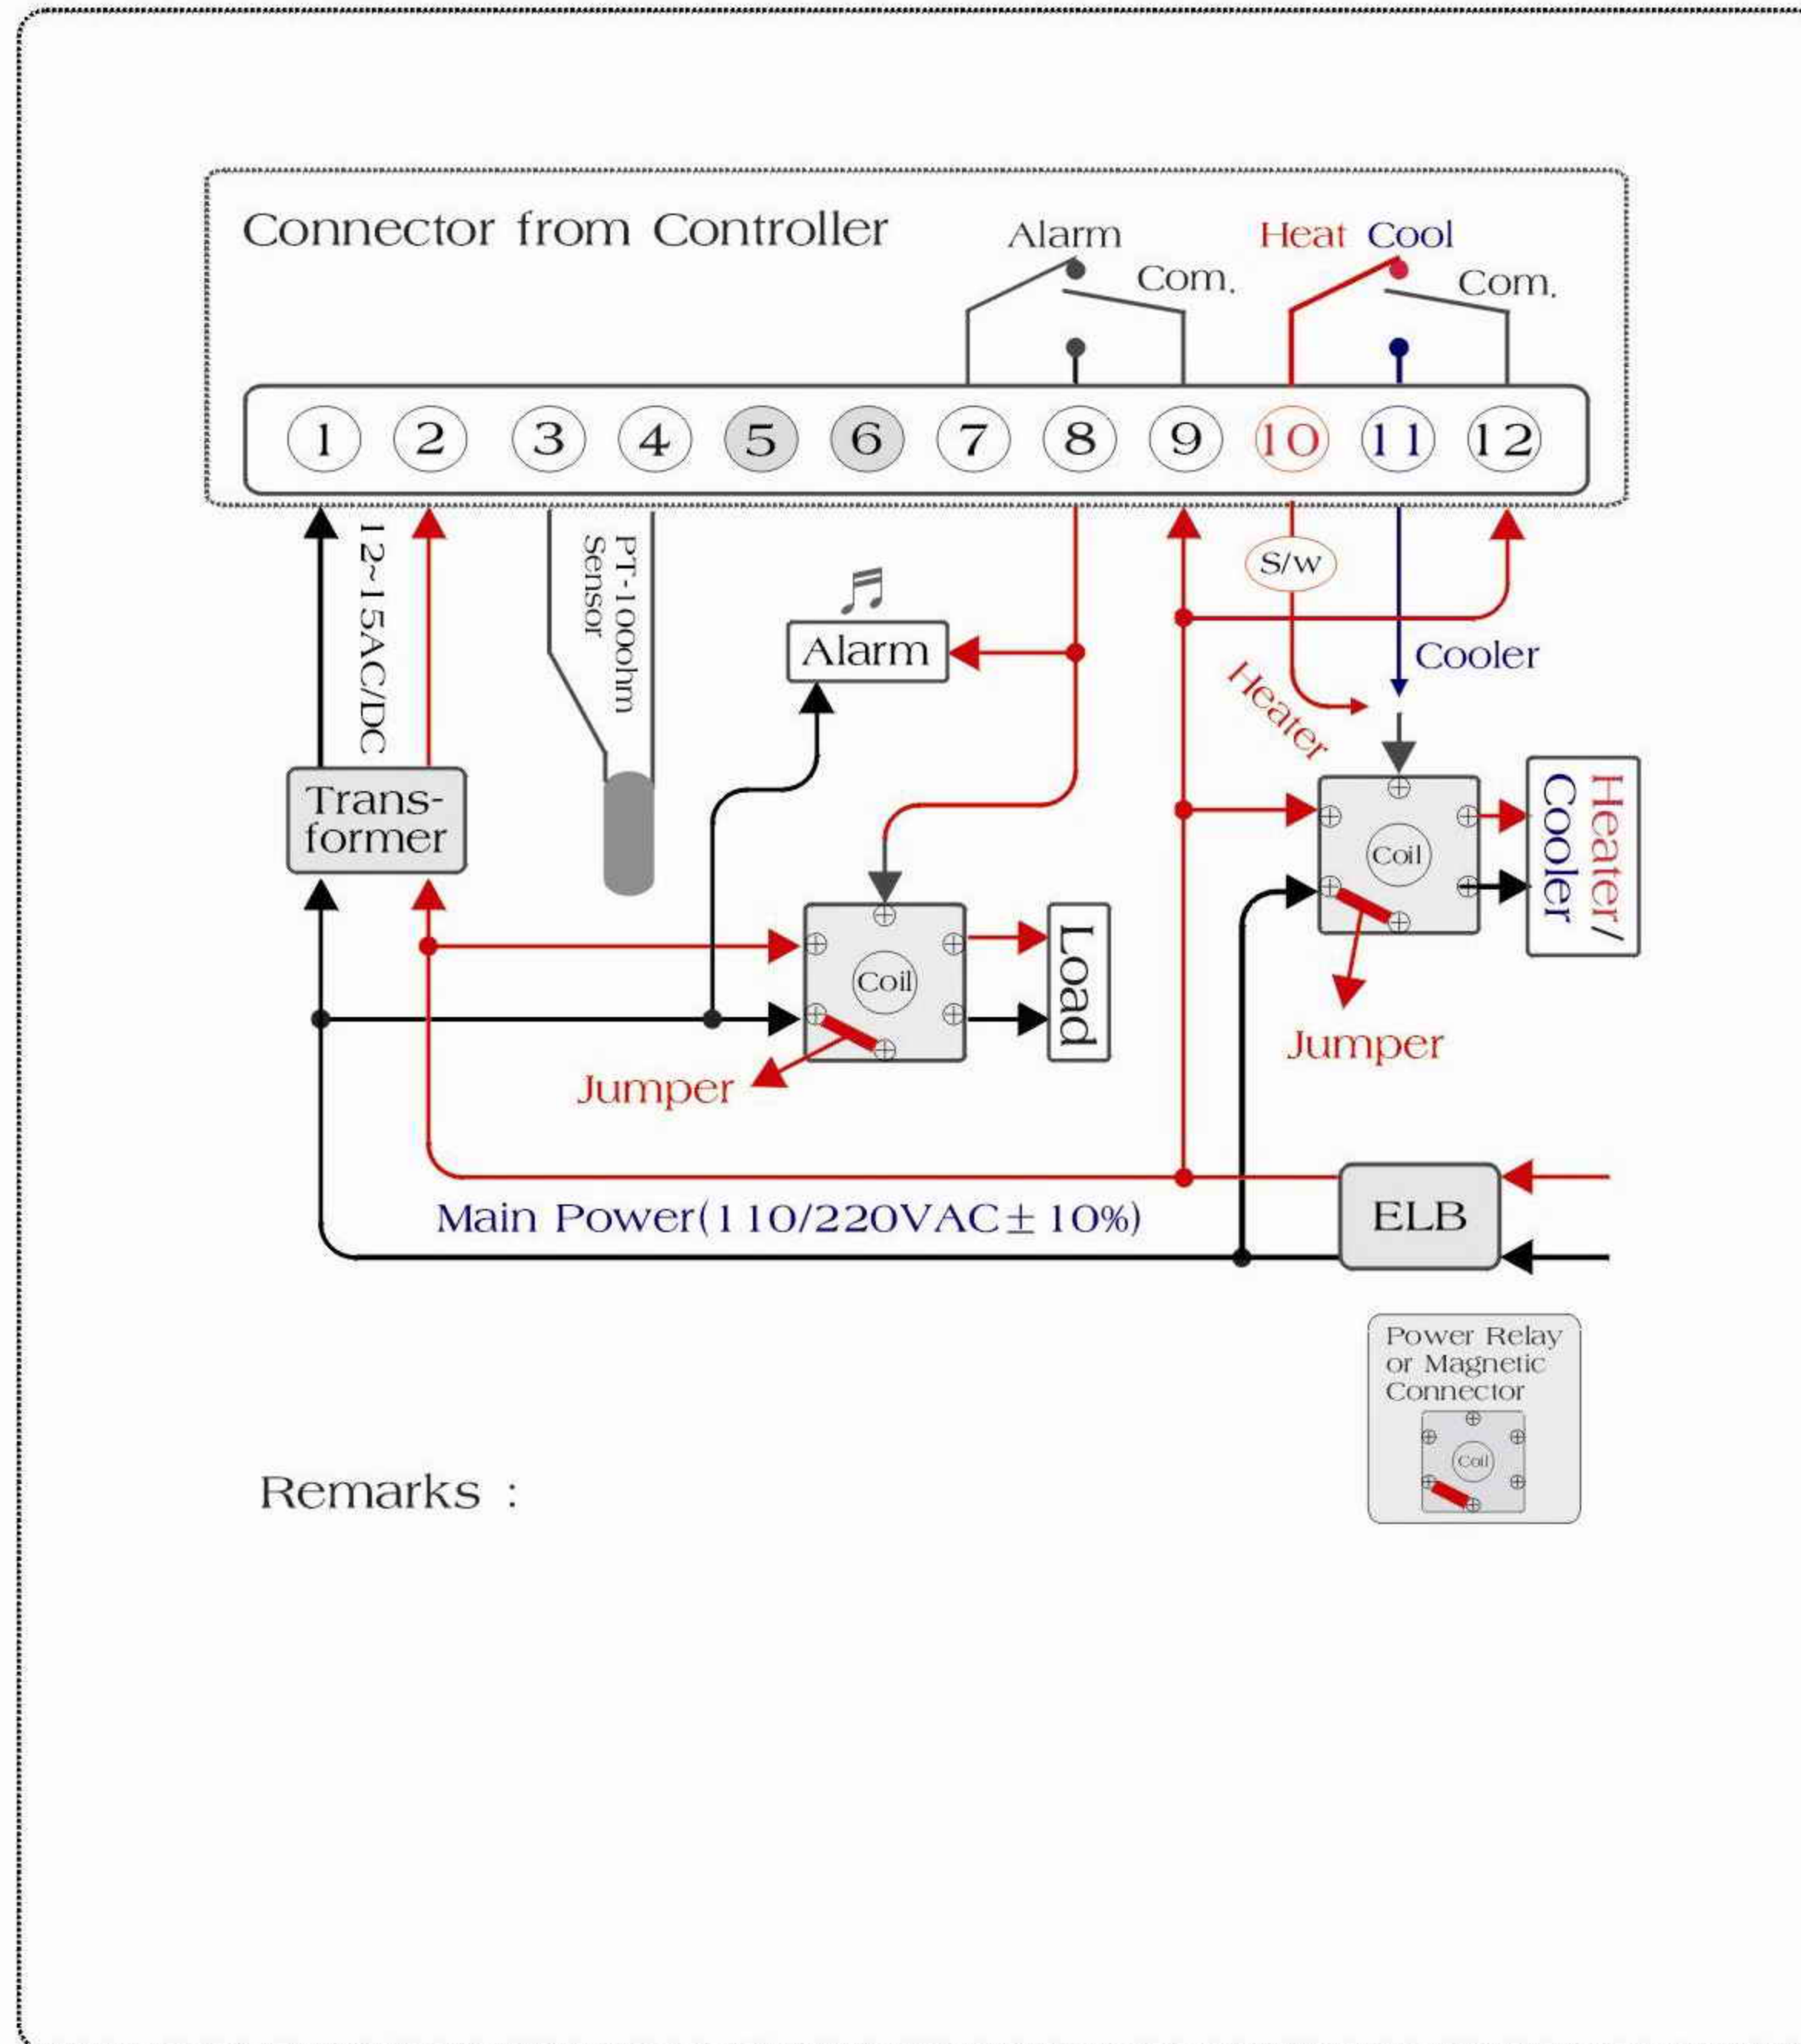 Connector from Controller
Alarm
Com.
Heat Cool
Com.
1 2 3 4 5 6 7 8 9 10 11 12
12~15AC/DC
PT-100ohm
Sensor
S/W
Alarm
Cooler
Heater
Trans-
former
Coil
Heater/
Cooler
Coil
Load
Jumper
Jumper
Main Power(110/220VAC±10%)
ELB
Power Relay
or Magnetic
Connector
Coil
Remarks :